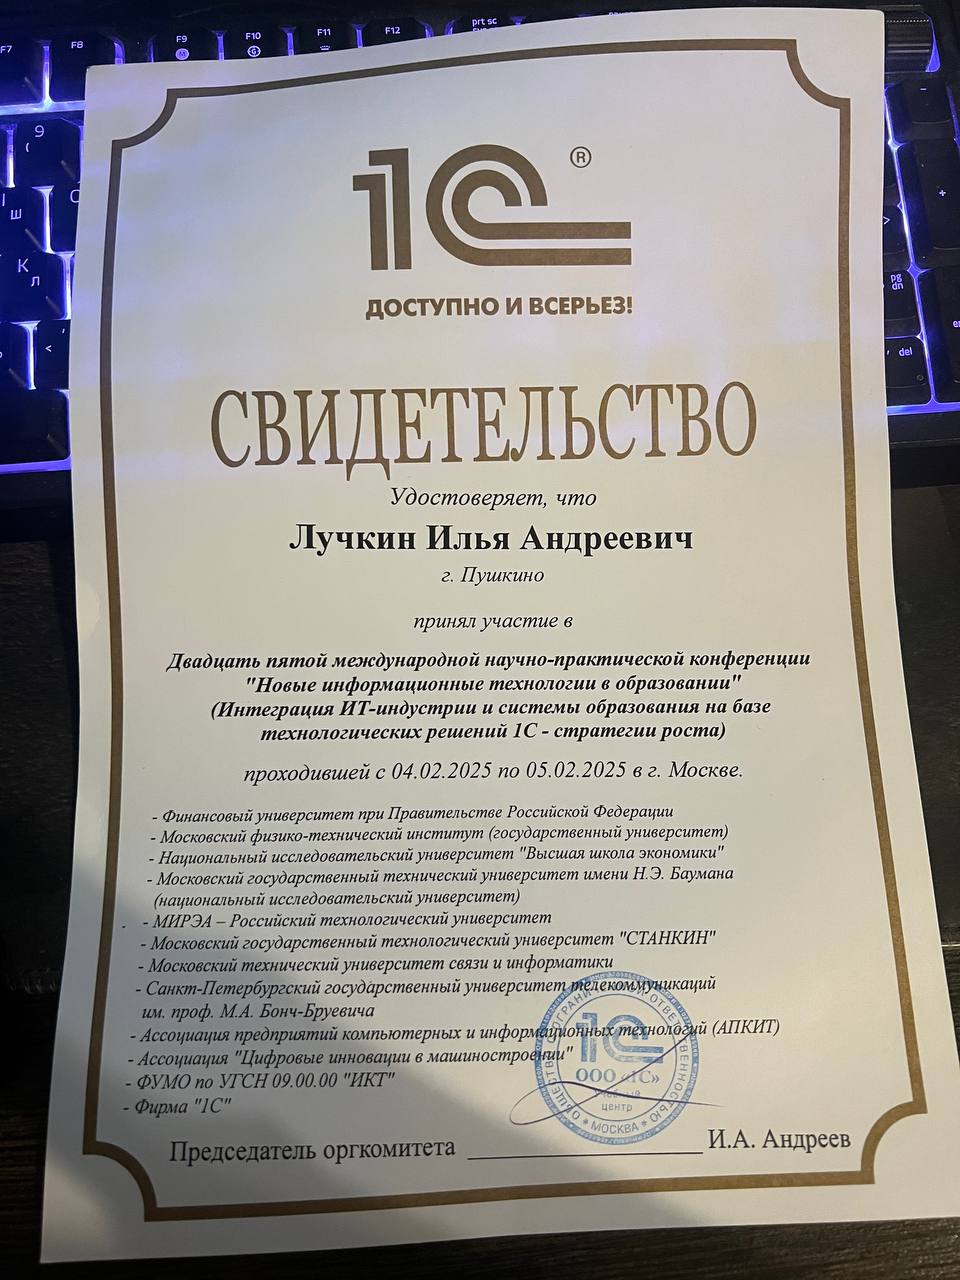 F7
F8
F9
F10
F11
F12
prt sc
9
(
Ш
К
Л
<
>
+
pg
dn
del
1С®
ДОСТУПНО И ВСЕРЬЕЗ!
СВИДЕТЕЛЬСТВО
Удостоверяет, что
Лучкин Илья Андреевич
г. Пушкино
принял участие в
Двадцать пятой международной научно-практической конференции
"Новые информационные технологии в образовании"
(Интеграция ИТ-индустрии и системы образования на базе
технологических решений 1С - стратегии роста)
проходившей с 04.02.2025 по 05.02.2025 в г. Москве.
- Финансовый университет при Правительстве Российской Федерации
- Московский физико-технический институт (государственный университет)
- Национальный исследовательский университет "Высшая школа экономики"
- Московский государственный технический университет имени Н.Э. Баумана
(национальный исследовательский университет)
- МИРЭА – Российский технологический университет
- Московский государственный технологический университет "СТАНКИН"
- Московский технический университет связи и информатики
- Санкт-Петербургский государственный университет телекоммуникаций
им. проф. М.А. Бонч-Бруевича
- Ассоциация предприятий компьютерных и информационных технологий (АПКИТ)
- Ассоциация "Цифровые инновации в машиностроении"
- ФУМО по УГСН 09.00.00 "ИКТ"
- Фирма "1С"
ОБЩЕСТВО С ОГРАНИЧЕННОЙ ОТВЕТСТВЕННОСТЬЮ
1С
ООО «1С»
Учебный
центр
* МОСКВА *
Председатель оргкомитета И.А. Андреев